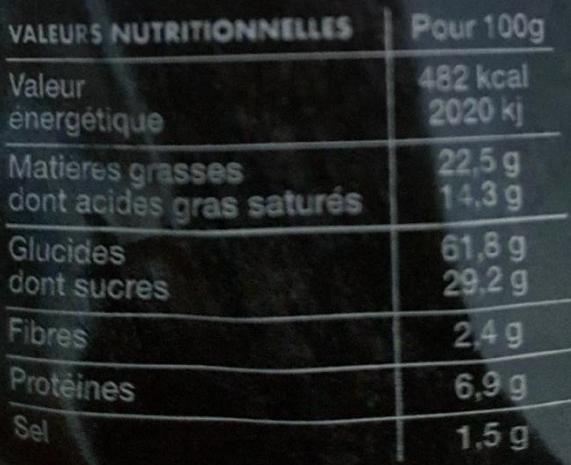 VALEURS NUTRITIONNELLES Pour 100g
Valeur 482 kcal
énergétique 2020 kj
Matières grasses 22,5 g
dont acides gras saturés 14,3 g
Glucides 61,8 g
dont sucres 29,2 g
Fibres 2,4 g
Protéines 6,9 g
Sel 1,5 g